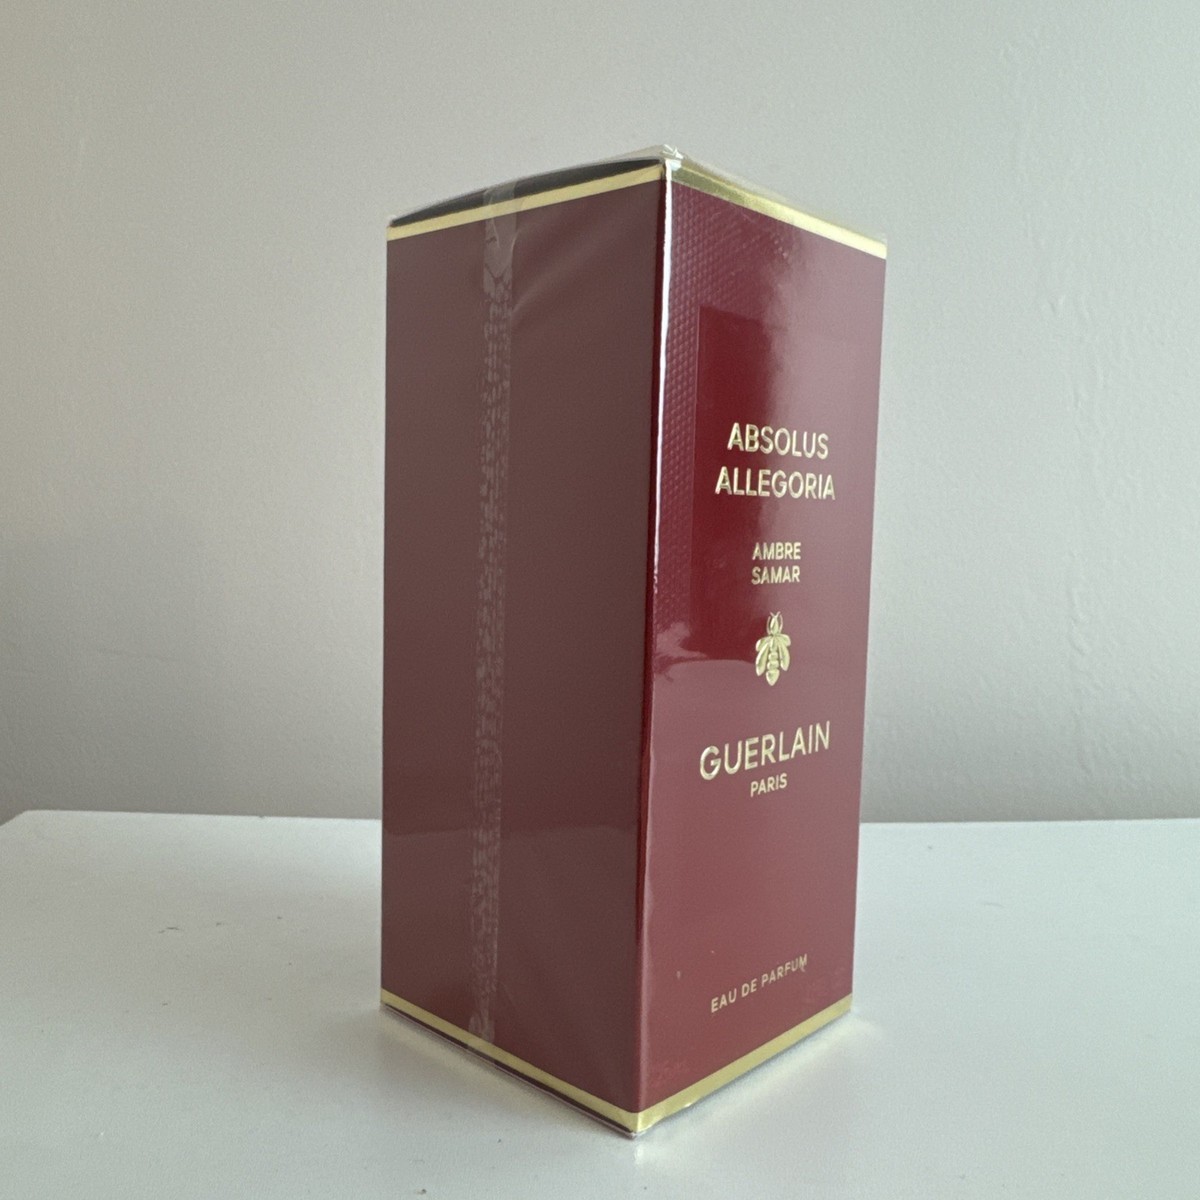 ABSOLUS
ALLEGORIA
AMBRE
SAMAR
GUERLAIN
PARIS
EAU DE PARFUM